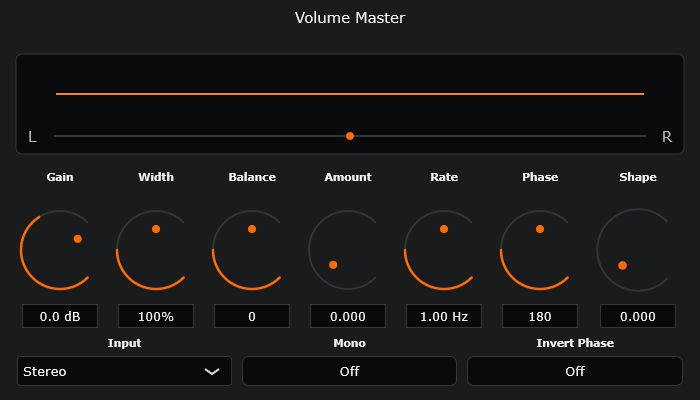 Volume Master
L R
Gain Width Balance Amount Rate Phase Shape
0.0 dB 100% 0 0.000 1.00 Hz 180 0.000
Input Mono Invert Phase
Stereo Off Off